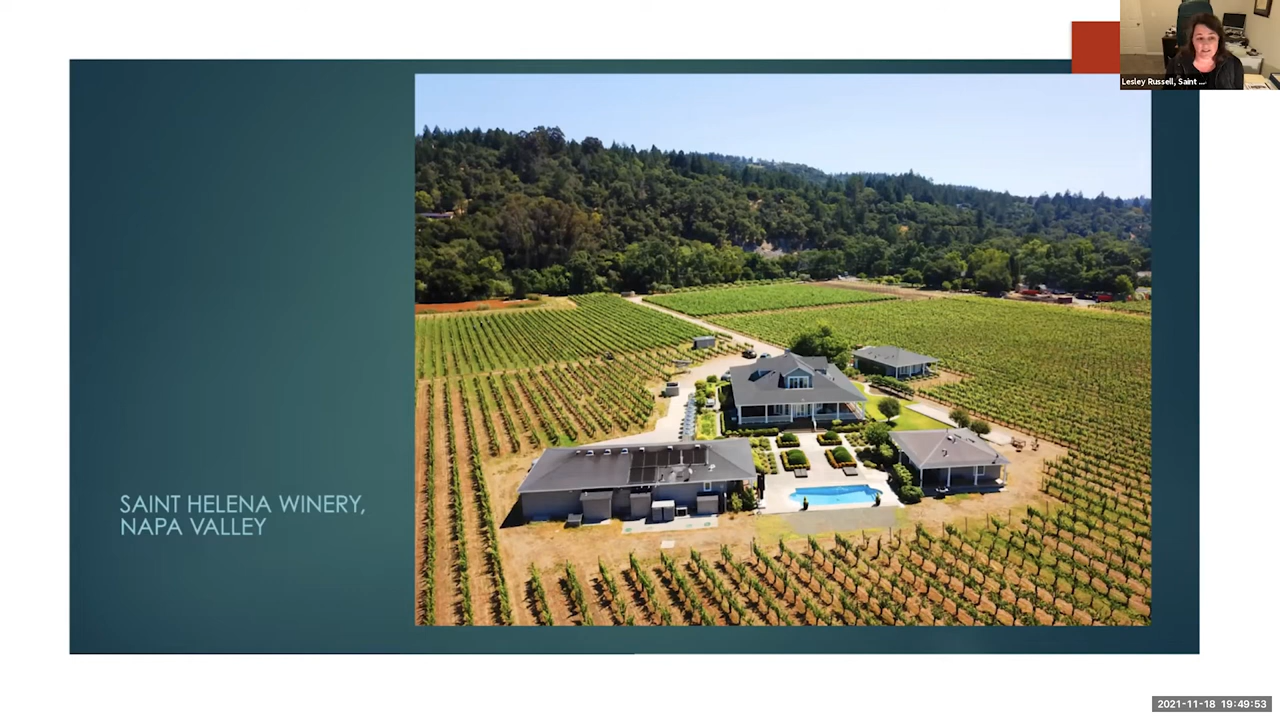 Lesley Russell, Saint ...
SAINT HELENA WINERY,
NAPA VALLEY
2021-11-18 19:49:53